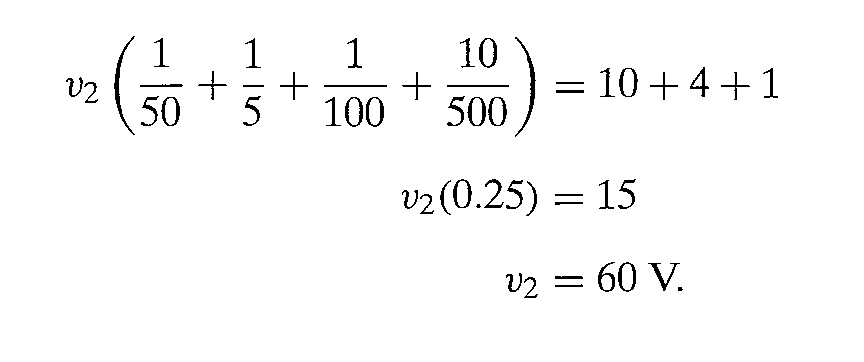 v₂ (1/50 + 1/5 + 1/100 + 10/500) = 10 + 4 + 1
v₂(0.25) = 15
v₂ = 60 V.